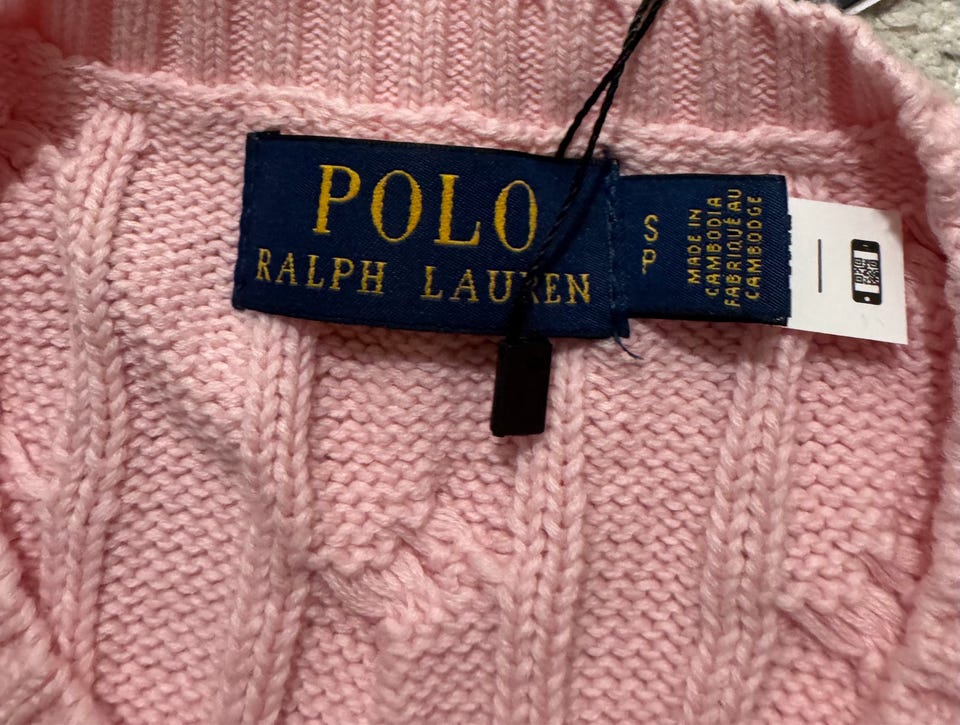 POLO
RALPH LAUREN
S
P.
MADE IN
CAMBODIA
FABRIQUÉ AU
CAMBODGE